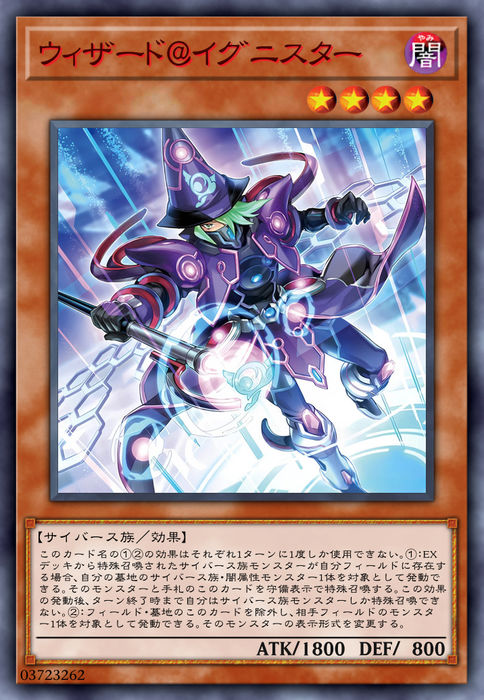 ウィザード@イグニスター
やみ
闇
【サイバース族／効果】
このカード名の①②の効果はそれぞれ1ターンに1度しか使用できない。①:EX
デッキから特殊召喚されたサイバース族モンスターが自分フィールドに存在す
る場合、自分の墓地のサイバース族・闇属性モンスター1体を対象として発動で
きる。そのモンスターと手札のこのカードを守備表示で特殊召喚する。この効果
の発動後、ターン終了時まで自分はサイバース族モンスターしか特殊召喚でき
ない。②:フィールド・墓地のこのカードを除外し、相手フィールドのモンスタ
ー1体を対象として発動できる。そのモンスターの表示形式を変更する。
ATK/1800 DEF/ 800
03723262